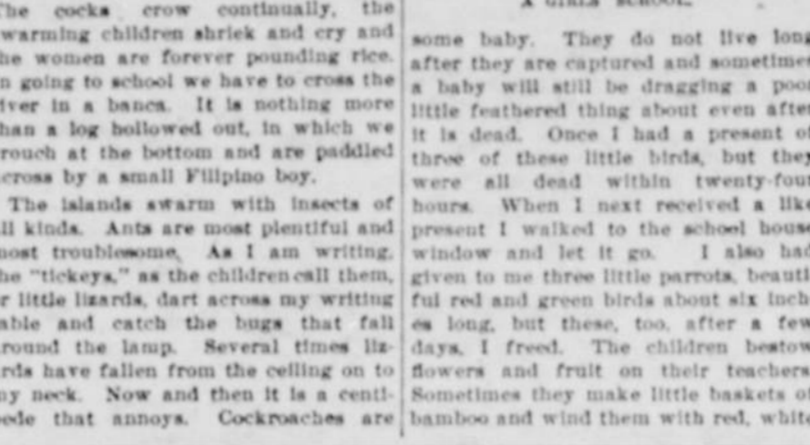 The cocks crow continually, the
swarming children shriek and cry and
the women are forever pounding rice.
In going to school we have to cross the
river in a banca. It is nothing more
than a log hollowed out, in which we
crouch at the bottom and are paddled
across by a small Filipino boy.
The islands swarm with insects of
all kinds. Ants are most plentiful and
most troublesome. As I am writing,
the "tickeys," as the children call them,
or little lizards, dart across my writing
table and catch the bugs that fall
around the lamp. Several times liz-
ards have fallen from the ceiling on to
my neck. Now and then it is a centi-
pede that annoys. Cockroaches are
A GIRLS SCHOOL.
some baby. They do not live long
after they are captured and sometimes
a baby will still be dragging a poor
little feathered thing about even after
it is dead. Once I had a present of
three of these little birds, but they
were all dead within twenty-four
hours. When I next received a like
present I walked to the school house
window and let it go. I also had
given to me three little parrots, beauti-
ful red and green birds about six inch-
es long, but these, too, after a few
days, I freed. The children bestow
flowers and fruit on their teachers.
Sometimes they make little baskets of
bamboo and wind them with red, white